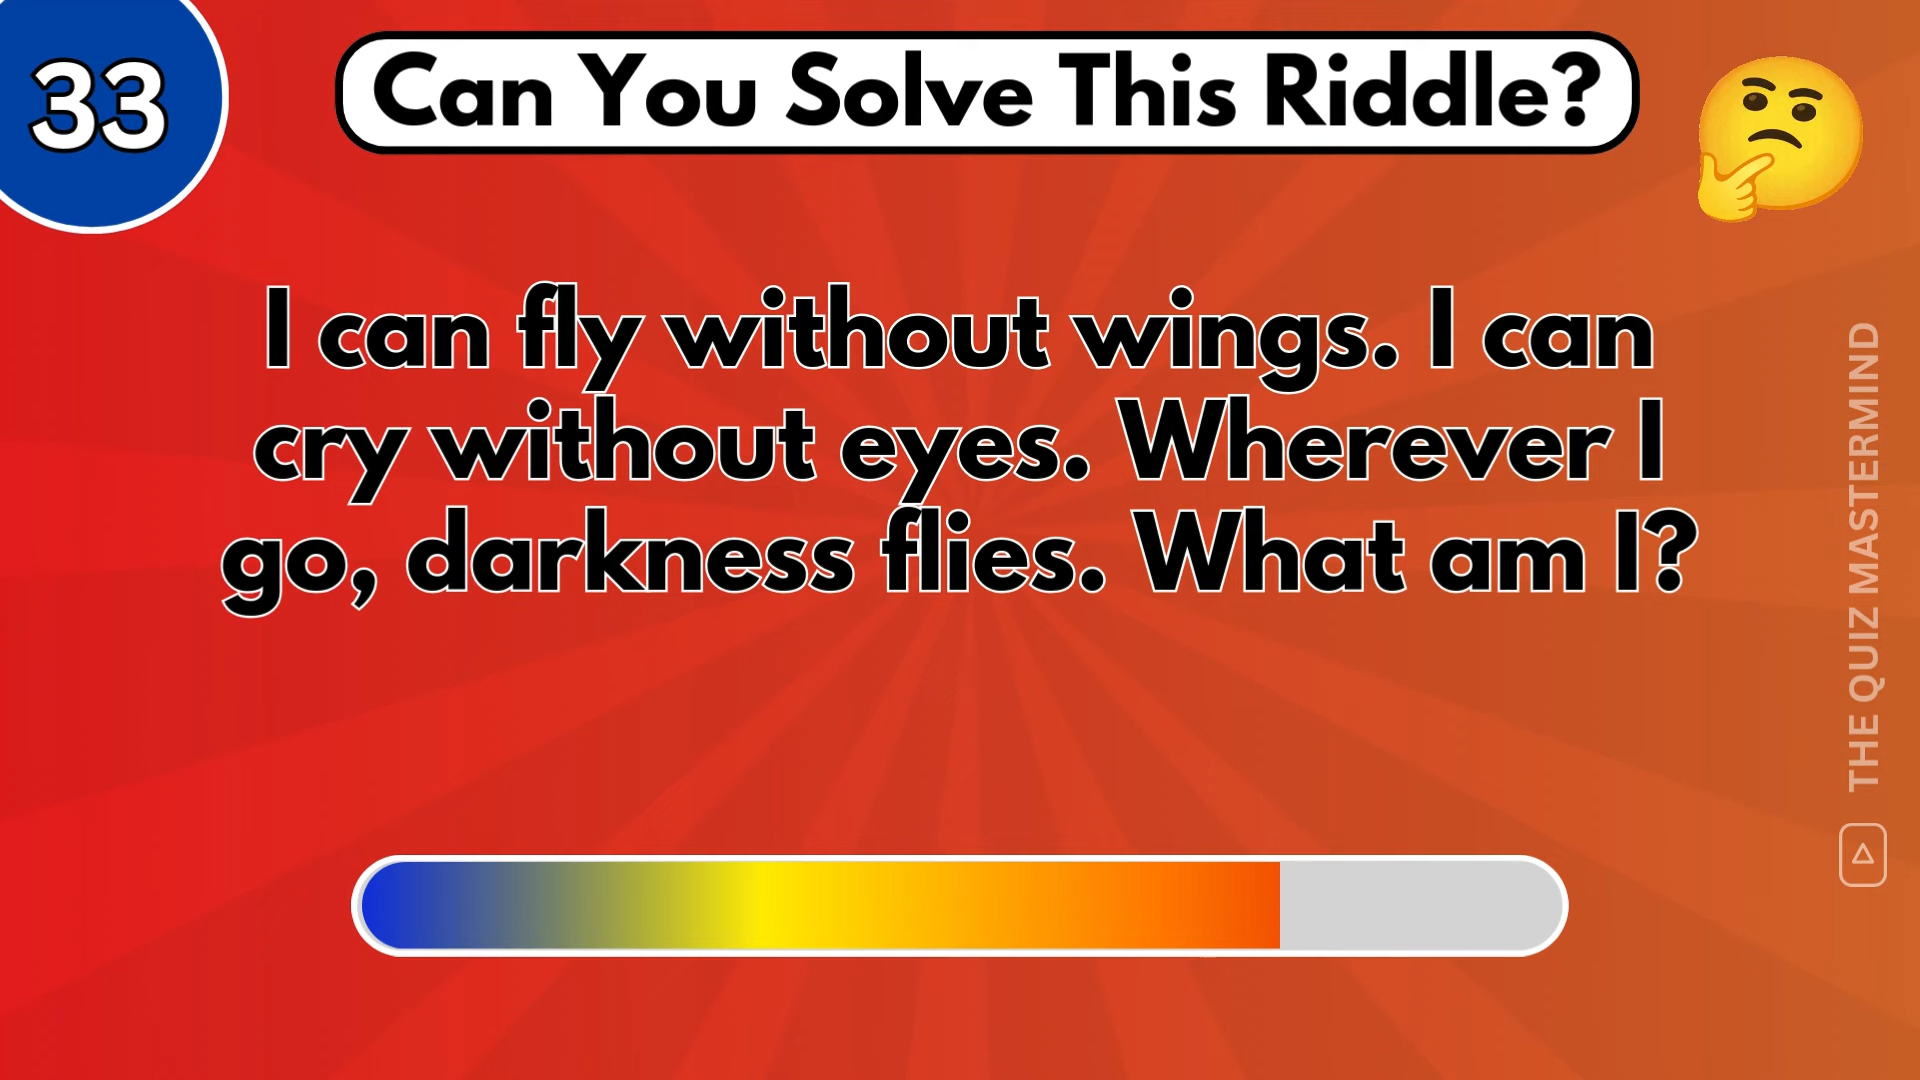 33
Can You Solve This Riddle?
I can fly without wings. I can
cry without eyes. Wherever I
go, darkness flies. What am I?
THE QUIZ MASTERMIND